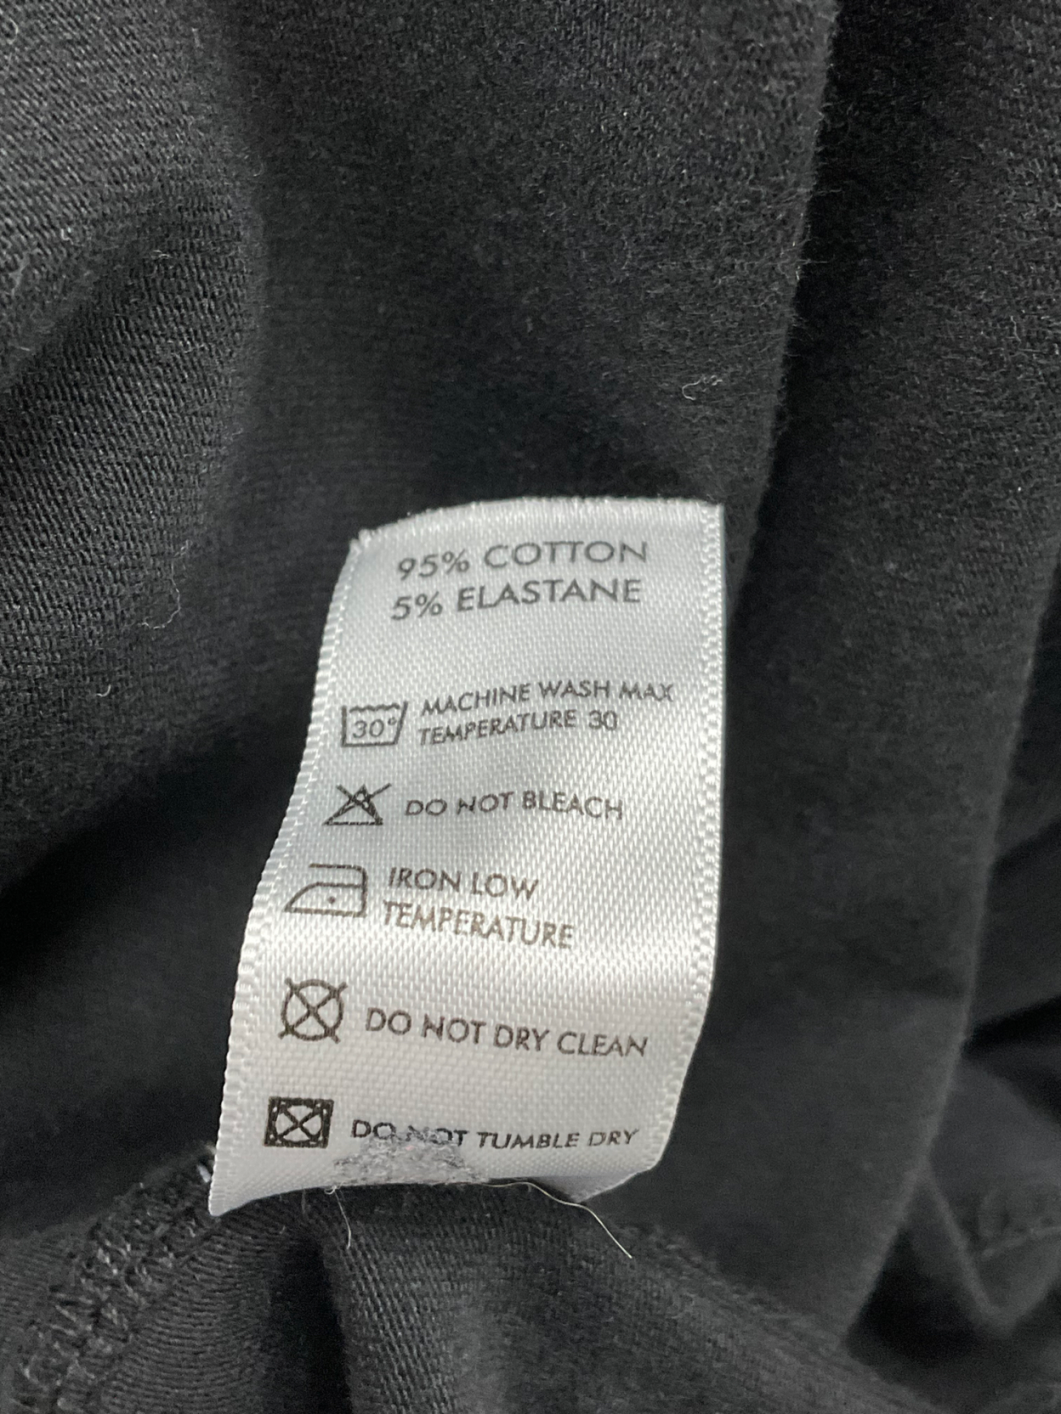 95% COTTON
5% ELASTANE
30° MACHINE WASH MAX
TEMPERATURE 30
DO NOT BLEACH
IRON LOW
TEMPERATURE
DO NOT DRY CLEAN
DO NOT TUMBLE DRY